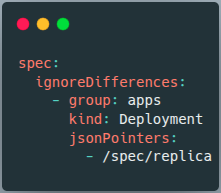 spec:
  ignoreDifferences:
    - group: apps
      kind: Deployment
      jsonPointers:
        - /spec/replica